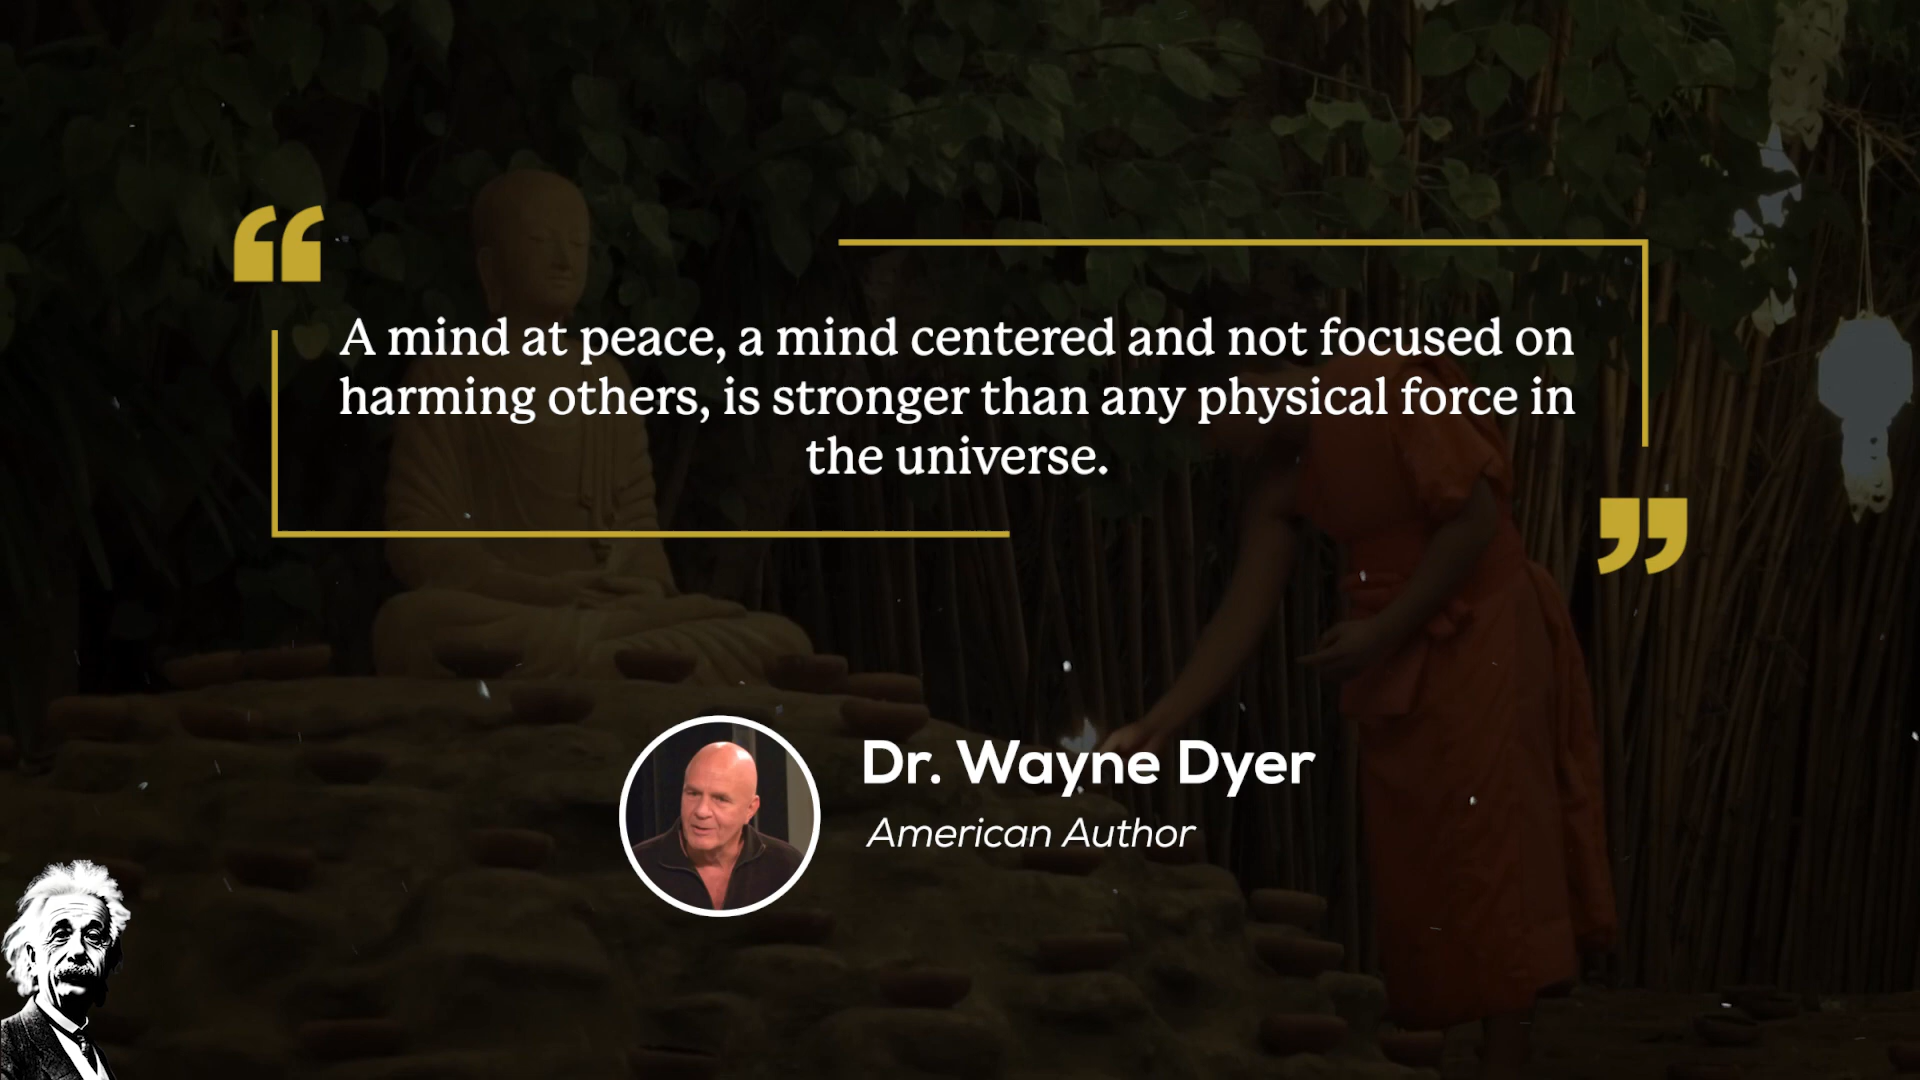 “
A mind at peace, a mind centered and not focused on
harming others, is stronger than any physical force in
the universe.
”
Dr. Wayne Dyer
American Author